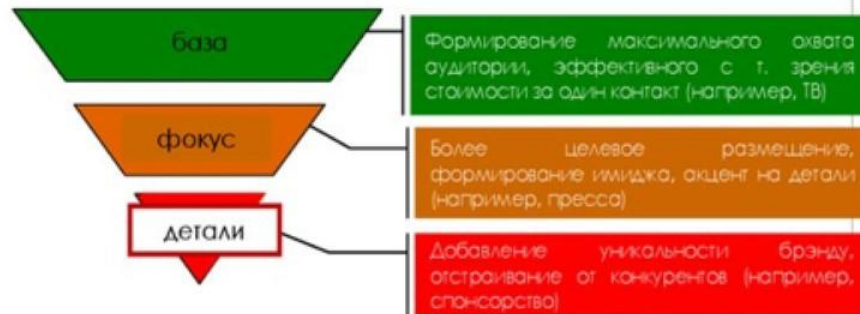 база
Формирование максимального охвата
аудитории, эффективного с т. зрения
стоимости за один контакт (например, ТВ)
фокус
Более целевое размещение,
формирование имиджа, акцент на детали
(например, пресса)
детали
Добавление уникальности брэнду,
отстраивание от конкурентов (например,
спонсорство)